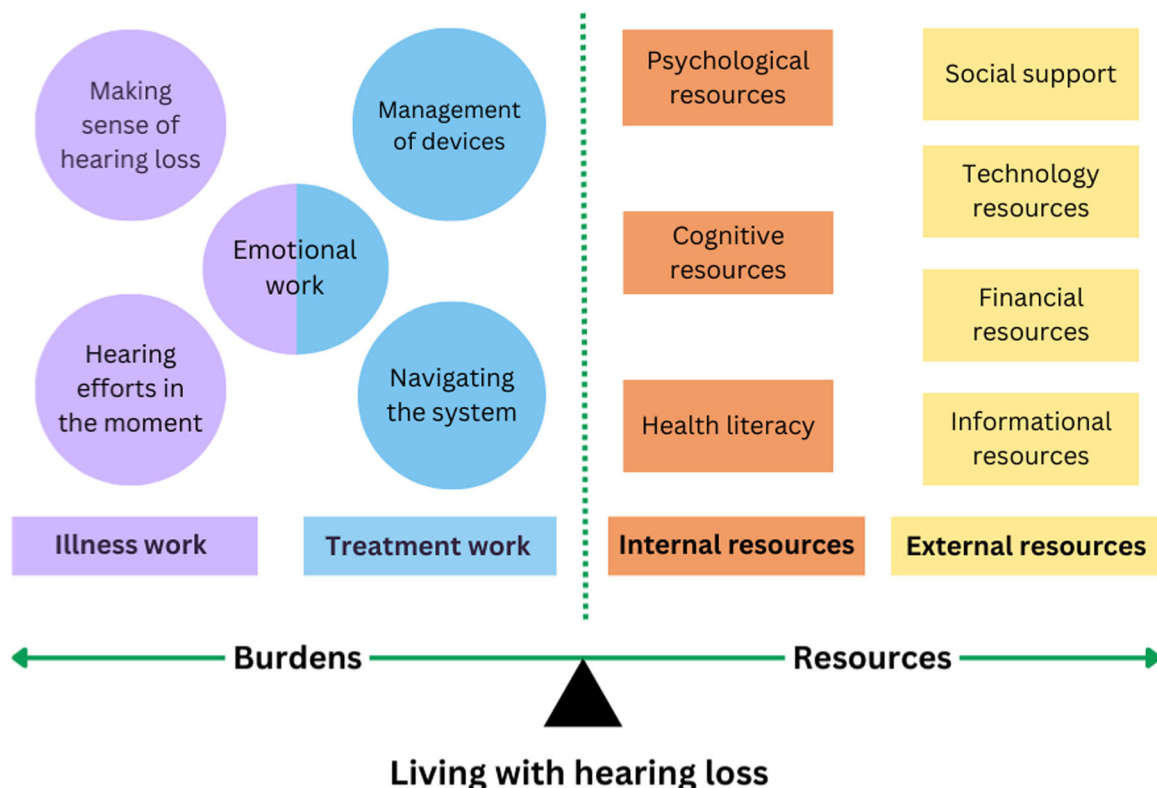 Making
sense of
hearing loss
Management
of devices
Emotional
work
Hearing
efforts in
the moment
Navigating
the system
Illness work
Treatment work
Psychological
resources
Cognitive
resources
Health literacy
Internal resources
Social support
Technology
resources
Financial
resources
Informational
resources
External resources
Burdens
Resources
Living with hearing loss